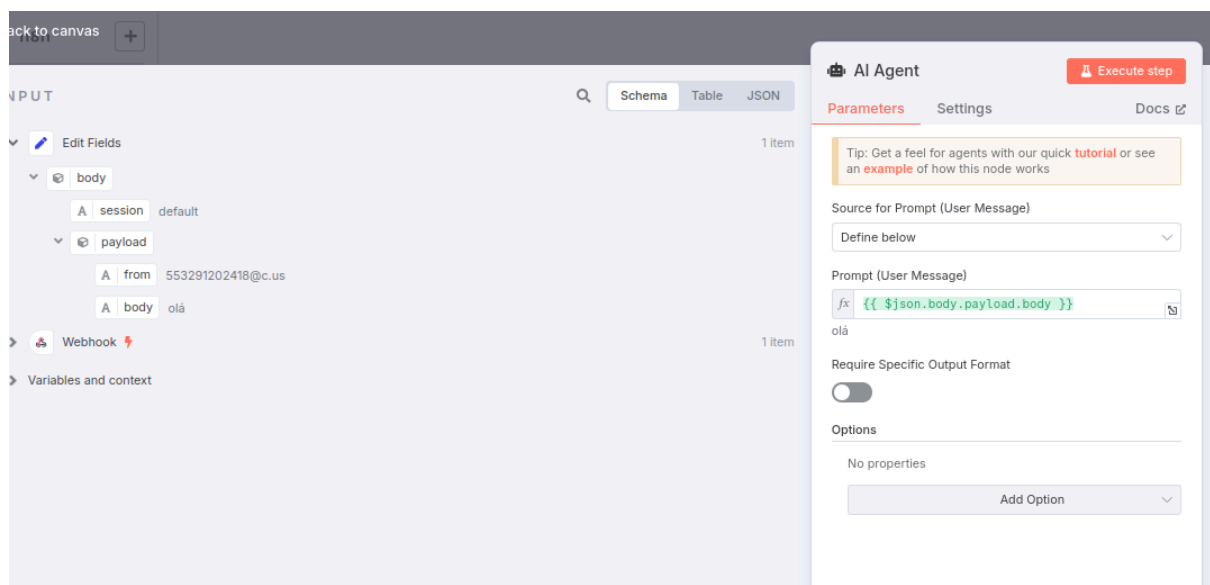 ack to canvas
n8n
+
NPUT
Schema
Table
JSON
Edit Fields
1 item
body
A session default
payload
A from 553291202418@c.us
A body olá
Webhook
1 item
Variables and context
AI Agent
Execute step
Parameters
Settings
Docs
Tip: Get a feel for agents with our quick tutorial or see
an example of how this node works
Source for Prompt (User Message)
Define below
Prompt (User Message)
fx {{ $json.body.payload.body }}
olá
Require Specific Output Format
Options
No properties
Add Option